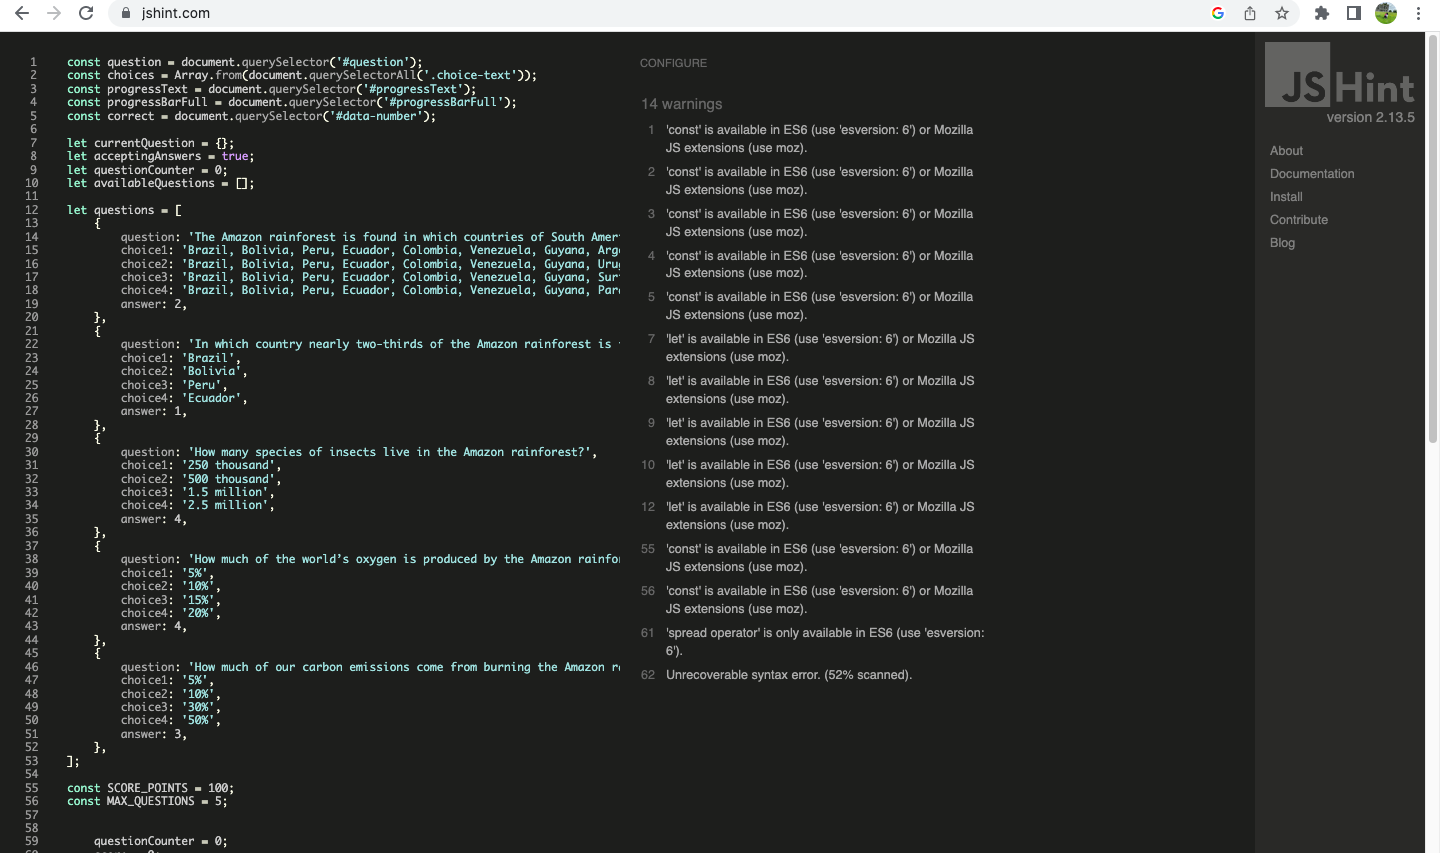 jshint.com
1 const question = document.querySelector('#question');
2 const choices = Array.from(document.querySelectorAll('.choice-text'));
3 const progressText = document.querySelector('#progressText');
4 const progressBarFull = document.querySelector('#progressBarFull');
5 const correct = document.querySelector('#data-number');
6
7 let currentQuestion = {};
8 let acceptingAnswers = true;
9 let questionCounter = 0;
10 let availableQuestions = [];
11
12 let questions = [
13 {
14 question: 'The Amazon rainforest is found in which countries of South Amer
15 choice1: 'Brazil, Bolivia, Peru, Ecuador, Colombia, Venezuela, Guyana, Arg
16 choice2: 'Brazil, Bolivia, Peru, Ecuador, Colombia, Venezuela, Guyana, Uru
17 choice3: 'Brazil, Bolivia, Peru, Ecuador, Colombia, Venezuela, Guyana, Sur
18 choice4: 'Brazil, Bolivia, Peru, Ecuador, Colombia, Venezuela, Guyana, Par
19 answer: 2,
20 },
21 {
22 question: 'In which country nearly two-thirds of the Amazon rainforest is
23 choice1: 'Brazil',
24 choice2: 'Bolivia',
25 choice3: 'Peru',
26 choice4: 'Ecuador',
27 answer: 1,
28 },
29 {
30 question: 'How many species of insects live in the Amazon rainforest?',
31 choice1: '250 thousand',
32 choice2: '500 thousand',
33 choice3: '1.5 million',
34 choice4: '2.5 million',
35 answer: 4,
36 },
37 {
38 question: 'How much of the world’s oxygen is produced by the Amazon rainfo
39 choice1: '5%',
40 choice2: '10%',
41 choice3: '15%',
42 choice4: '20%',
43 answer: 4,
44 },
45 {
46 question: 'How much of our carbon emissions come from burning the Amazon r
47 choice1: '5%',
48 choice2: '10%',
49 choice3: '30%',
50 choice4: '50%',
51 answer: 3,
52 },
53 ];
54
55 const SCORE_POINTS = 100;
56 const MAX_QUESTIONS = 5;
57
58
59 questionCounter = 0;
CONFIGURE
14 warnings
1 'const' is available in ES6 (use 'esversion: 6') or Mozilla
JS extensions (use moz).
2 'const' is available in ES6 (use 'esversion: 6') or Mozilla
JS extensions (use moz).
3 'const' is available in ES6 (use 'esversion: 6') or Mozilla
JS extensions (use moz).
4 'const' is available in ES6 (use 'esversion: 6') or Mozilla
JS extensions (use moz).
5 'const' is available in ES6 (use 'esversion: 6') or Mozilla
JS extensions (use moz).
7 'let' is available in ES6 (use 'esversion: 6') or Mozilla JS
extensions (use moz).
8 'let' is available in ES6 (use 'esversion: 6') or Mozilla JS
extensions (use moz).
9 'let' is available in ES6 (use 'esversion: 6') or Mozilla JS
extensions (use moz).
10 'let' is available in ES6 (use 'esversion: 6') or Mozilla JS
extensions (use moz).
12 'let' is available in ES6 (use 'esversion: 6') or Mozilla JS
extensions (use moz).
55 'const' is available in ES6 (use 'esversion: 6') or Mozilla
JS extensions (use moz).
56 'const' is available in ES6 (use 'esversion: 6') or Mozilla
JS extensions (use moz).
61 'spread operator' is only available in ES6 (use 'esversion:
6').
62 Unrecoverable syntax error. (52% scanned).
JSHint
version 2.13.5
About
Documentation
Install
Contribute
Blog